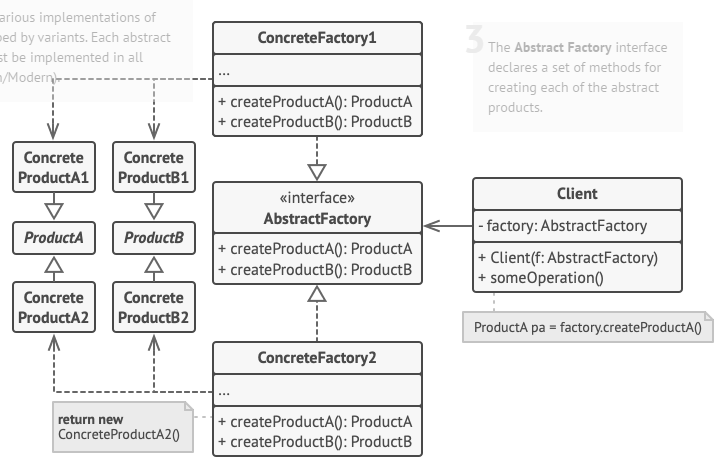 arious implementations of
ped by variants. Each abstract
st be implemented in all
n/Modern).
ConcreteFactory1
...
+ createProductA(): ProductA
+ createProductB(): ProductB
3
The Abstract Factory interface
declares a set of methods for
creating each of the abstract
products.
Concrete
ProductA1
Concrete
ProductB1
ProductA
ProductB
Concrete
ProductA2
Concrete
ProductB2
«interface»
AbstractFactory
+ createProductA(): ProductA
+ createProductB(): ProductB
Client
- factory: AbstractFactory
+ Client(f: AbstractFactory)
+ someOperation()
ProductA pa = factory.createProductA()
ConcreteFactory2
...
+ createProductA(): ProductA
+ createProductB(): ProductB
return new
ConcreteProductA2()